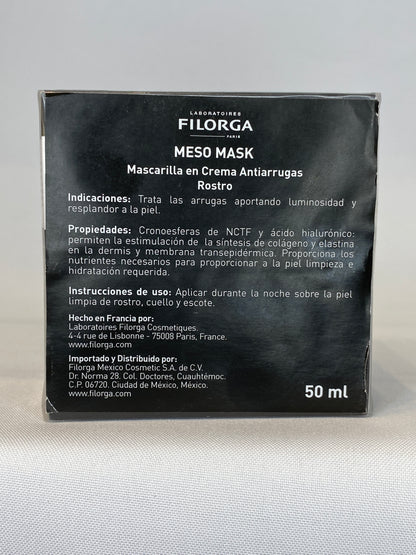 LABORATOIRES
FILORGA
PARIS
MESO MASK
Mascarilla en Crema Antiarrugas
Rostro
Indicaciones: Trata las arrugas aportando luminosidad y
resplandor a la piel.
Propiedades: Cronoesferas de NCTF y ácido hialurónico:
permiten la estimulación de la síntesis de colágeno y elastina
en la dermis y membrana transepidérmica. Proporciona los
nutrientes necesarios para proporcionar a la piel limpieza e
hidratación requerida.
Instrucciones de uso: Aplicar durante la noche sobre la piel
limpia de rostro, cuello y escote.
Hecho en Francia por:
Laboratoires Filorga Cosmetiques.
4-4 rue de Lisbonne - 75008 Paris, France.
www.filorga.com
Importado y Distribuido por:
Filorga Mexico Cosmetic S.A. de C.V.
Dr. Norma 28. Col. Doctores, Cuauhtémoc.
C.P. 06720. Ciudad de México, México.
www.filorga.com
50 ml